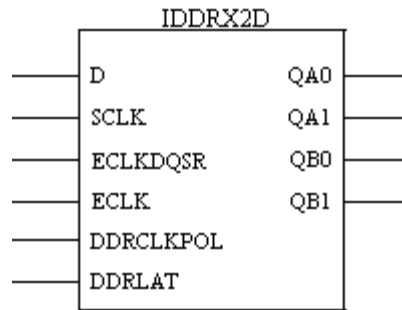 IDDRX2D
D QA0
SCLK QA1
ECLKDQSR QB0
ECLK QB1
DDRCLKPOL
DDRLAT